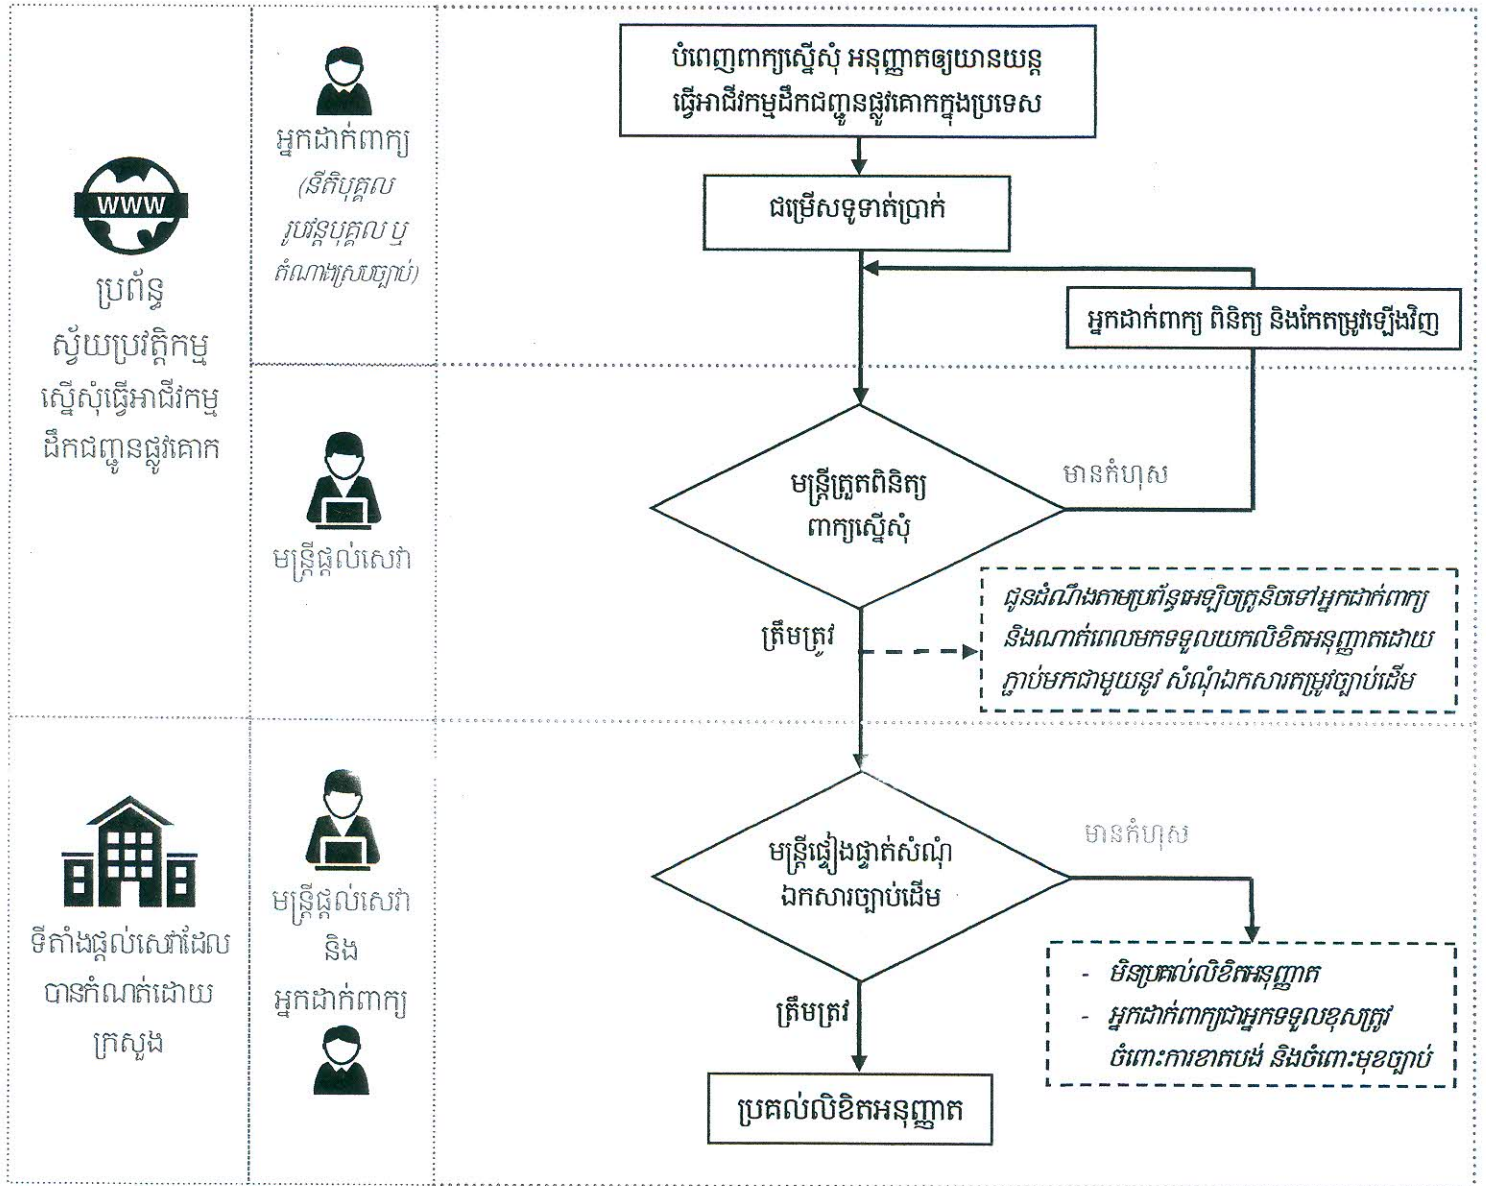 WWW
ប្រព័ន្ធ
ស្វ័យប្រវត្តិកម្ម
ស្នើសុំធ្វើអាជីវកម្ម
ដឹកជញ្ជូនផ្លូវគោក
អ្នកដាក់ពាក្យ
(នីតិបុគ្គល
រូបវន្តបុគ្គល ឬ
តំណាងស្របច្បាប់)
បំពេញពាក្យស្នើសុំ អនុញ្ញាតឲ្យយានយន្ត
ធ្វើអាជីវកម្មដឹកជញ្ជូនផ្លូវគោកក្នុងប្រទេស
ជម្រើសទូទាត់ប្រាក់
អ្នកដាក់ពាក្យ ពិនិត្យ និងកែតម្រូវឡើងវិញ
មន្ត្រីផ្តល់សេវា
មន្ត្រីត្រួតពិនិត្យ
ពាក្យស្នើសុំ
មានកំហុស
ត្រឹមត្រូវ
ជូនដំណឹងតាមប្រព័ន្ធអេឡិចត្រូនិចទៅអ្នកដាក់ពាក្យ
និងណាត់ពេលមកទទួលយកលិខិតអនុញ្ញាតដោយ
ភ្ជាប់មកជាមួយនូវ សំណុំឯកសារតម្រូវច្បាប់ដើម
ទីតាំងផ្តល់សេវាដែល
បានកំណត់ដោយ
ក្រសួង
មន្ត្រីផ្តល់សេវា
និង
អ្នកដាក់ពាក្យ
មន្ត្រីផ្ទៀងផ្ទាត់សំណុំ
ឯកសារច្បាប់ដើម
មានកំហុស
ត្រឹមត្រូវ
- មិនប្រគល់លិខិតអនុញ្ញាត
- អ្នកដាក់ពាក្យជាអ្នកទទួលខុសត្រូវ
ចំពោះការខាតបង់ និងចំពោះមុខច្បាប់
ប្រគល់លិខិតអនុញ្ញាត